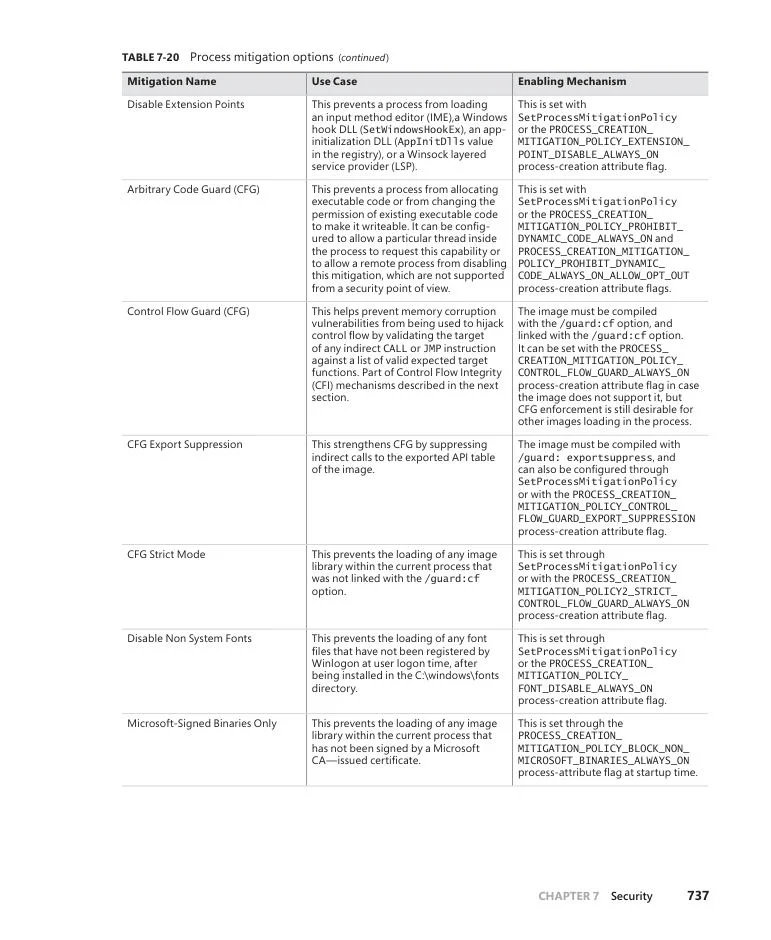 TABLE 7-20 Process mitigation options (continued)
Mitigation Name
Use Case
Enabling Mechanism
Disable Extension Points
This prevents a process from loading
an input method editor (IME),a Windows
hook DLL (SetWindowsHookEx), an app-
initialization DLL (AppInitDlls value
in the registry), or a Winsock layered
service provider (LSP).
This is set with
SetProcessMitigationPolicy
or the PROCESS_CREATION_
MITIGATION_POLICY_EXTENSION_
POINT_DISABLE_ALWAYS_ON
process-creation attribute flag.
Arbitrary Code Guard (CFG)
This prevents a process from allocating
executable code or from changing the
permission of existing executable code
to make it writeable. It can be config-
ured to allow a particular thread inside
the process to request this capability or
to allow a remote process from disabling
this mitigation, which are not supported
from a security point of view.
This is set with
SetProcessMitigationPolicy
or the PROCESS_CREATION_
MITIGATION_POLICY_PROHIBIT_
DYNAMIC_CODE_ALWAYS_ON and
PROCESS_CREATION_MITIGATION_
POLICY_PROHIBIT_DYNAMIC_
CODE_ALWAYS_ON_ALLOW_OPT_OUT
process-creation attribute flags.
Control Flow Guard (CFG)
This helps prevent memory corruption
vulnerabilities from being used to hijack
control flow by validating the target
of any indirect CALL or JMP instruction
against a list of valid expected target
functions. Part of Control Flow Integrity
(CFI) mechanisms described in the next
section.
The image must be compiled
with the /guard:cf option, and
linked with the /guard:cf option.
It can be set with the PROCESS_
CREATION_MITIGATION_POLICY_
CONTROL_FLOW_GUARD_ALWAYS_ON
process-creation attribute flag in case
the image does not support it, but
CFG enforcement is still desirable for
other images loading in the process.
CFG Export Suppression
This strengthens CFG by suppressing
indirect calls to the exported API table
of the image.
The image must be compiled with
/guard: exportsuppress, and
can also be configured through
SetProcessMitigationPolicy
or with the PROCESS_CREATION_
MITIGATION_POLICY_CONTROL_
FLOW_GUARD_EXPORT_SUPPRESSION
process-creation attribute flag.
CFG Strict Mode
This prevents the loading of any image
library within the current process that
was not linked with the /guard:cf
option.
This is set through
SetProcessMitigationPolicy
or with the PROCESS_CREATION_
MITIGATION_POLICY2_STRICT_
CONTROL_FLOW_GUARD_ALWAYS_ON
process-creation attribute flag.
Disable Non System Fonts
This prevents the loading of any font
files that have not been registered by
Winlogon at user logon time, after
being installed in the C:\windows\fonts
directory.
This is set through
SetProcessMitigationPolicy
or the PROCESS_CREATION_
MITIGATION_POLICY_
FONT_DISABLE_ALWAYS_ON
process-creation attribute flag.
Microsoft-Signed Binaries Only
This prevents the loading of any image
library within the current process that
has not been signed by a Microsoft
CA—issued certificate.
This is set through the
PROCESS_CREATION_
MITIGATION_POLICY_BLOCK_NON_
MICROSOFT_BINARIES_ALWAYS_ON
process-attribute flag at startup time.
CHAPTER 7 Security 737